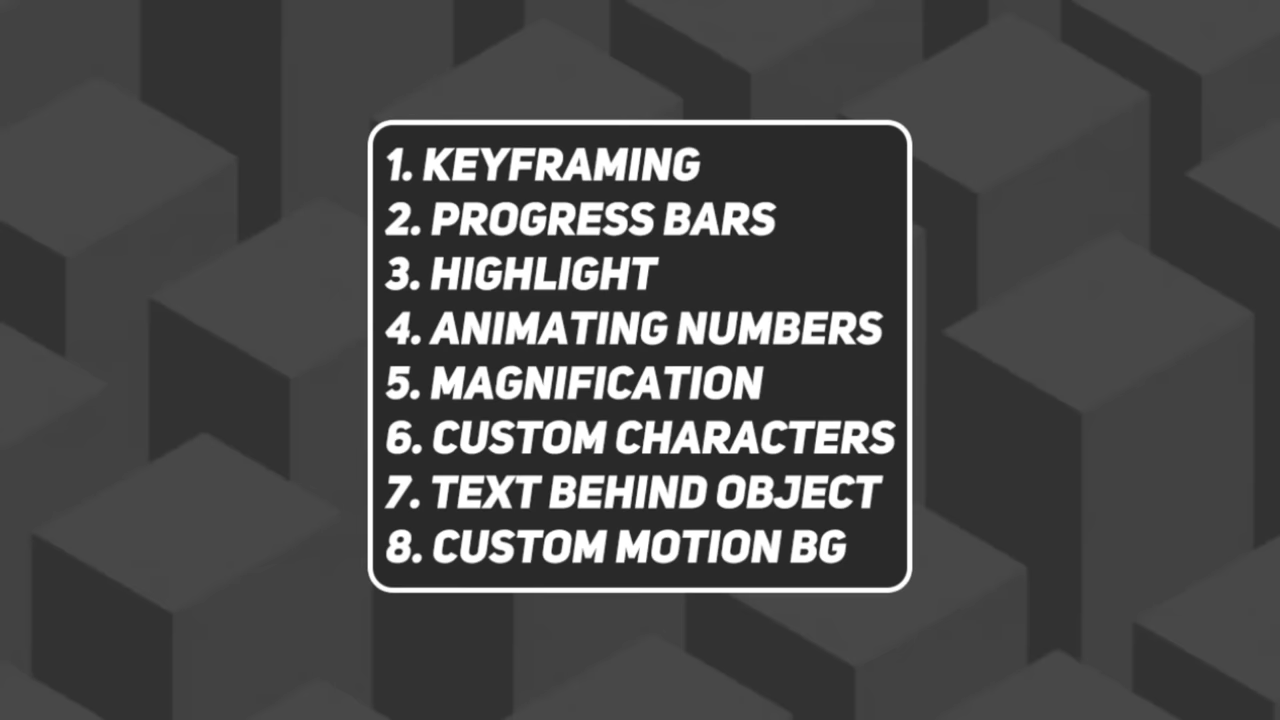 1. KEYFRAMING
2. PROGRESS BARS
3. HIGHLIGHT
4. ANIMATING NUMBERS
5. MAGNIFICATION
6. CUSTOM CHARACTERS
7. TEXT BEHIND OBJECT
8. CUSTOM MOTION BG